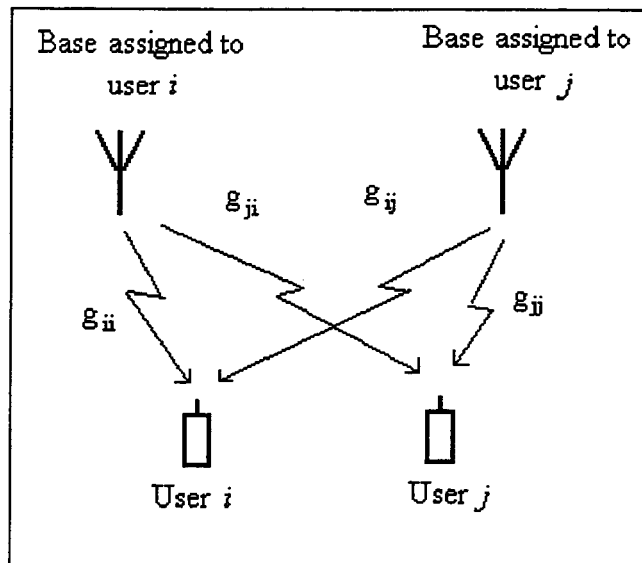 Base assigned to
user i
Base assigned to
user j
g_ji
g_ij
g_ii
g_jj
User i
User j